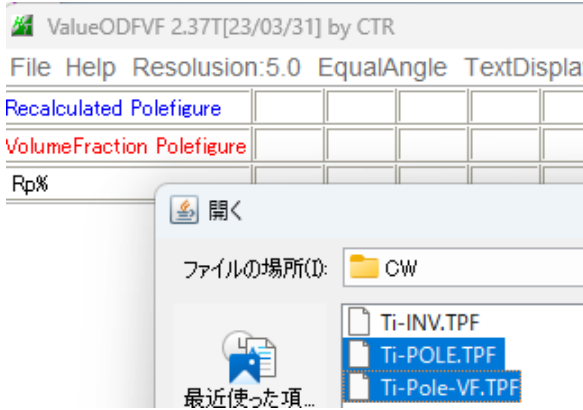 ValueODFVF 2.37T[23/03/31] by CTR
File Help Resolusion:5.0 EqualAngle TextDispla
Recalculated Polefigure
VolumeFraction Polefigure
Rp%
開く
ファイルの場所(I): CW
Ti-INV.TPF
Ti-POLE.TPF
Ti-Pole-VF.TPF
最近使った項...